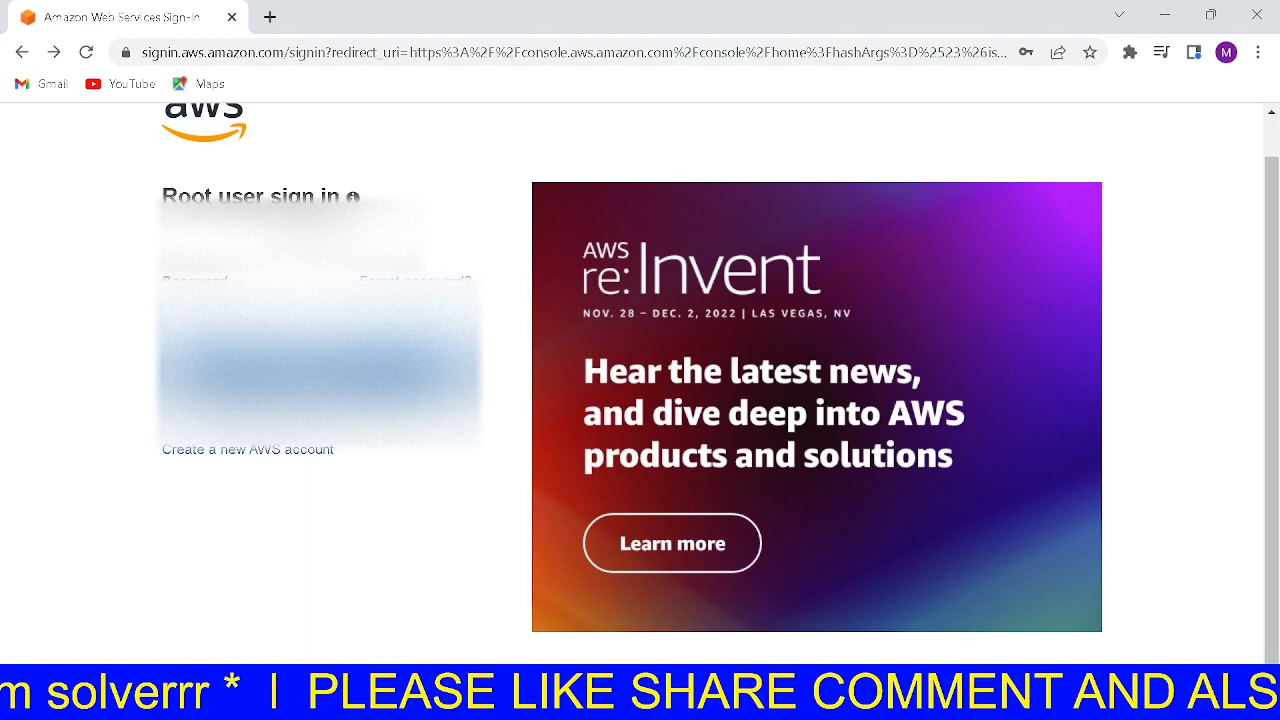 Amazon Web Services Sign-In
signin.aws.amazon.com/signin?redirect_uri=https%3A%2F%2Fconsole.aws.amazon.com%2Fconsole%2Fhome%3FhashArgs%3D%2523%26is...
M
Gmail YouTube Maps
aws
Root user sign in
Password Forgot password?
Create a new AWS account
AWS
re:Invent
NOV. 28 – DEC. 2, 2022 | LAS VEGAS, NV
Hear the latest news,
and dive deep into AWS
products and solutions
Learn more
m solverrr * | PLEASE LIKE SHARE COMMENT AND ALS